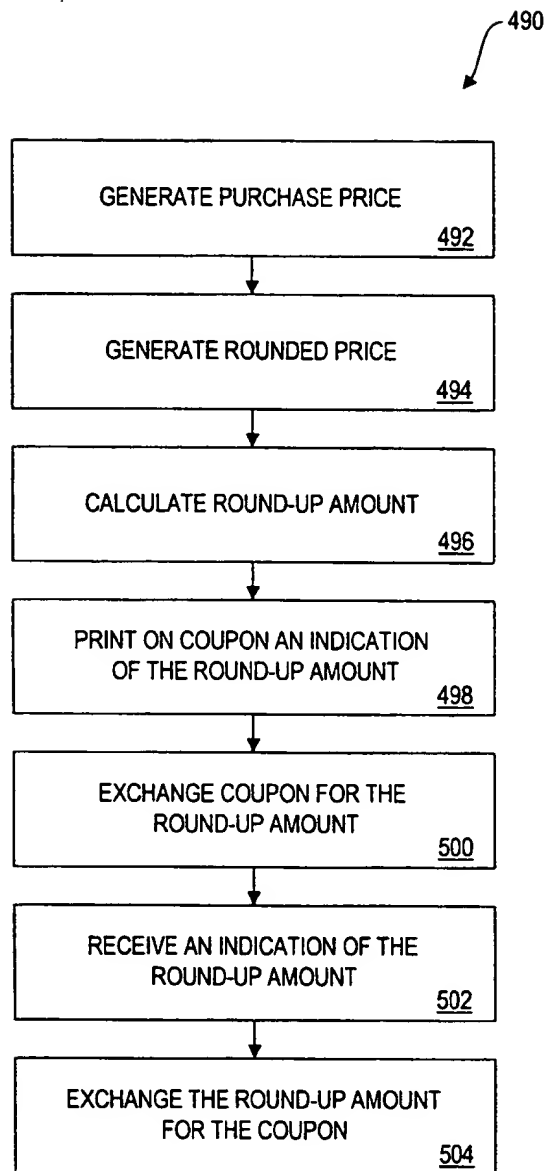 490
GENERATE PURCHASE PRICE
492
GENERATE ROUNDED PRICE
494
CALCULATE ROUND-UP AMOUNT
496
PRINT ON COUPON AN INDICATION
OF THE ROUND-UP AMOUNT
498
EXCHANGE COUPON FOR THE
ROUND-UP AMOUNT
500
RECEIVE AN INDICATION OF THE
ROUND-UP AMOUNT
502
EXCHANGE THE ROUND-UP AMOUNT
FOR THE COUPON
504